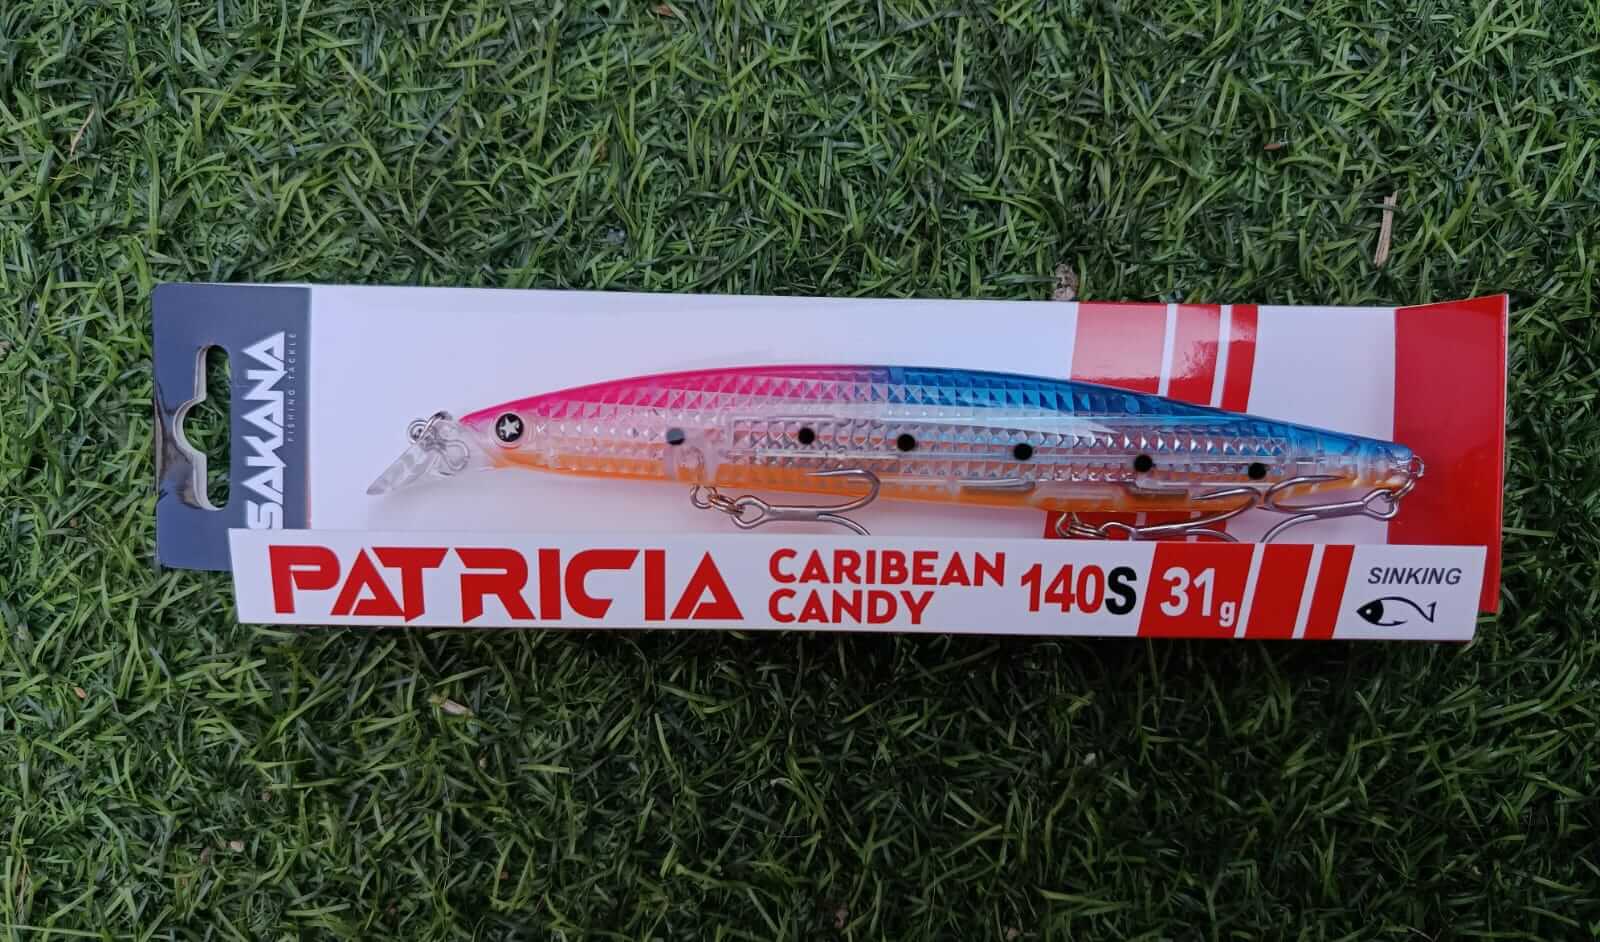 SAKANA
FISHING TACKLE
PATRICIA
CARIBEAN
CANDY
140S
31g
SINKING